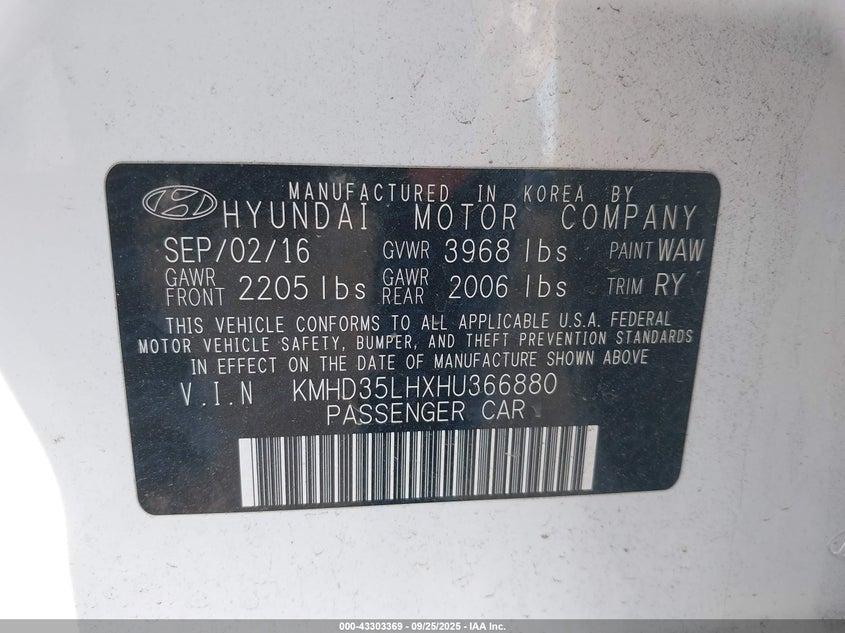 MANUFACTURED IN KOREA BY
HYUNDAI MOTOR COMPANY
SEP/02/16 GVWR 3968 lbs PAINT WAW
GAWR FRONT 2205 lbs GAWR REAR 2006 lbs TRIM RY
THIS VEHICLE CONFORMS TO ALL APPLICABLE U.S.A. FEDERAL
MOTOR VEHICLE SAFETY, BUMPER, AND THEFT PREVENTION STANDARDS
IN EFFECT ON THE DATE OF MANUFACTURE SHOWN ABOVE
V.I.N KMHD35LHXHU366880
PASSENGER CAR
000-43303369 - 09/25/2025 - IAA Inc.